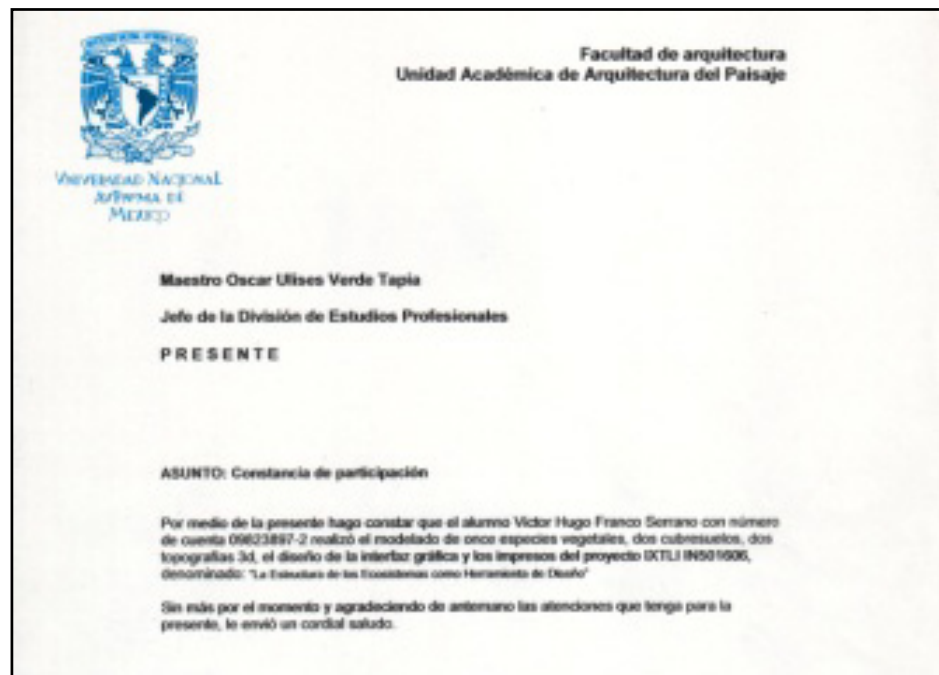 Facultad de arquitectura
Unidad Académica de Arquitectura del Paisaje
VNIVERSIDAD NACIONAL
AVTONOMA DE
MEXICO
Maestro Oscar Ulises Verde Tapia
Jefe de la División de Estudios Profesionales
P R E S E N T E
ASUNTO: Constancia de participación
Por medio de la presente hago constar que el alumno Victor Hugo Franco Serrano con número
de cuenta 09823897-2 realizó el modelado de once especies vegetales, dos cubresuelos, dos
topografías 3d, el diseño de la interfaz gráfica y los impresos del proyecto IXTLI IN501606,
denominado: "La Estructura de los Ecosistemas como Herramienta de Diseño"
Sin más por el momento y agradeciendo de antemano las atenciones que tenga para la
presente, le envió un cordial saludo.